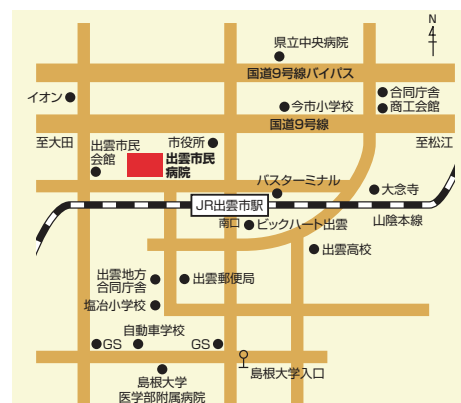 N
県立中央病院
国道9号線バイパス
イオン
合同庁舎
商工会館
今市小学校
国道9号線
至大田
至松江
市役所
出雲市民
会館
出雲市民
病院
バスターミナル
大念寺
JR出雲市駅
山陰本線
南口
ビックハート出雲
出雲高校
出雲地方
合同庁舎
出雲郵便局
塩冶小学校
自動車学校
GS
GS
島根大学入口
島根大学
医学部附属病院